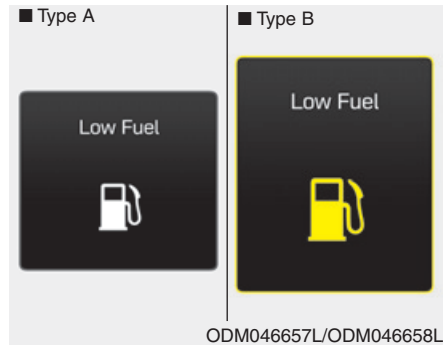 ■ Type A
■ Type B
Low Fuel
Low Fuel
ODM046657L/ODM046658L